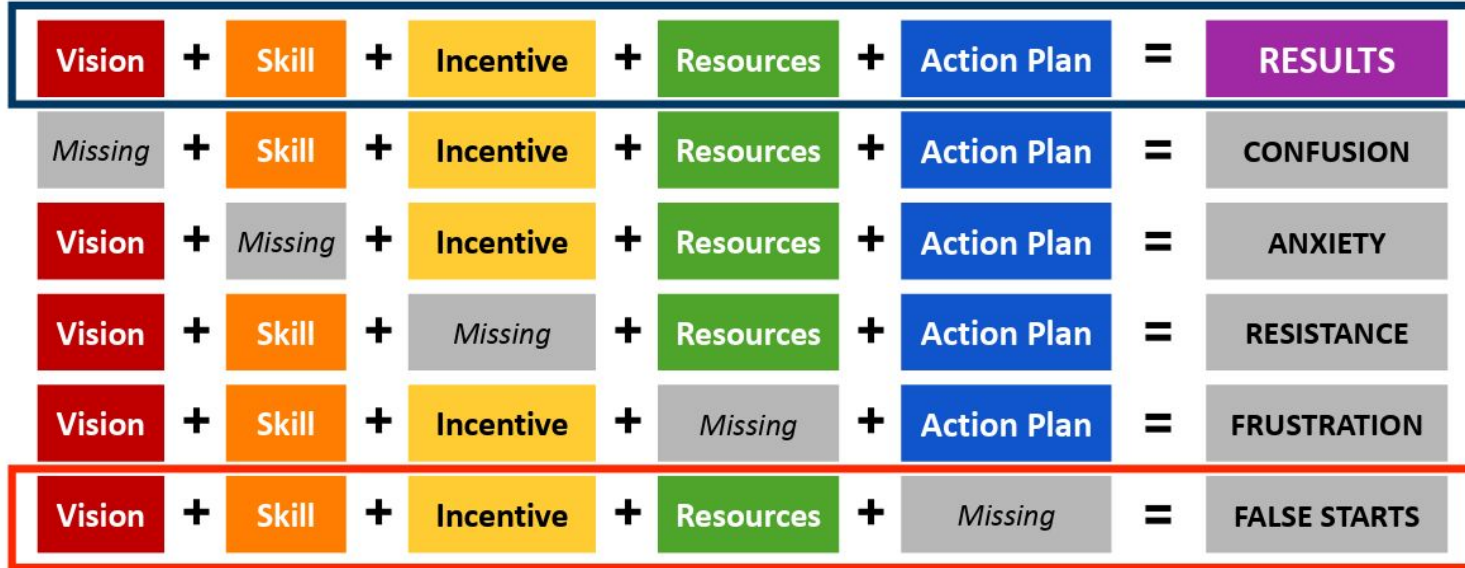 Vision + Skill + Incentive + Resources + Action Plan = RESULTS
Missing + Skill + Incentive + Resources + Action Plan = CONFUSION
Vision + Missing + Incentive + Resources + Action Plan = ANXIETY
Vision + Skill + Missing + Resources + Action Plan = RESISTANCE
Vision + Skill + Incentive + Missing + Action Plan = FRUSTRATION
Vision + Skill + Incentive + Resources + Missing = FALSE STARTS